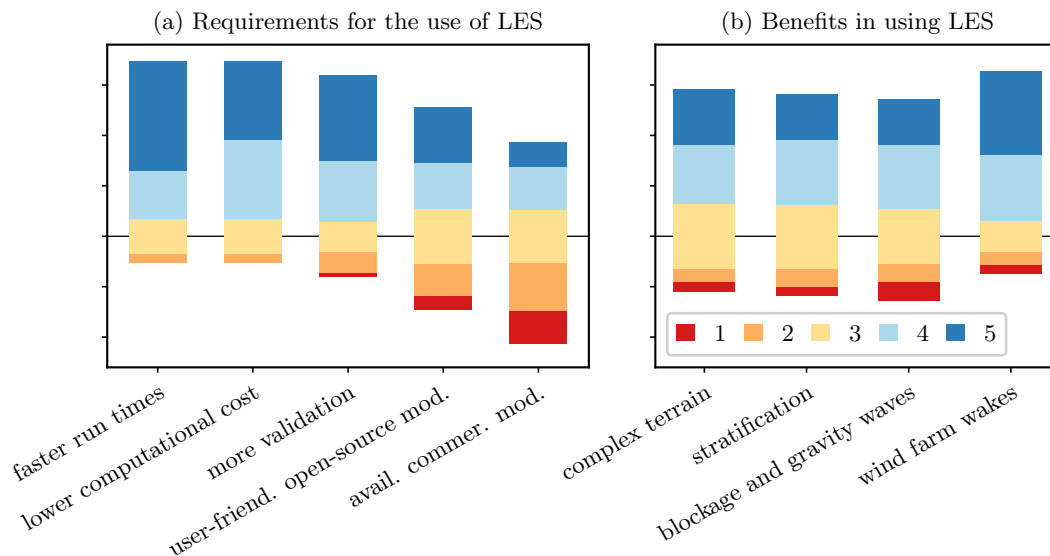 (a) Requirements for the use of LES
(b) Benefits in using LES
1 2 3 4 5
faster run times
lower computational cost
more validation
user-friend. open-source mod.
avail. commer. mod.
complex terrain
stratification
blockage and gravity waves
wind farm wakes